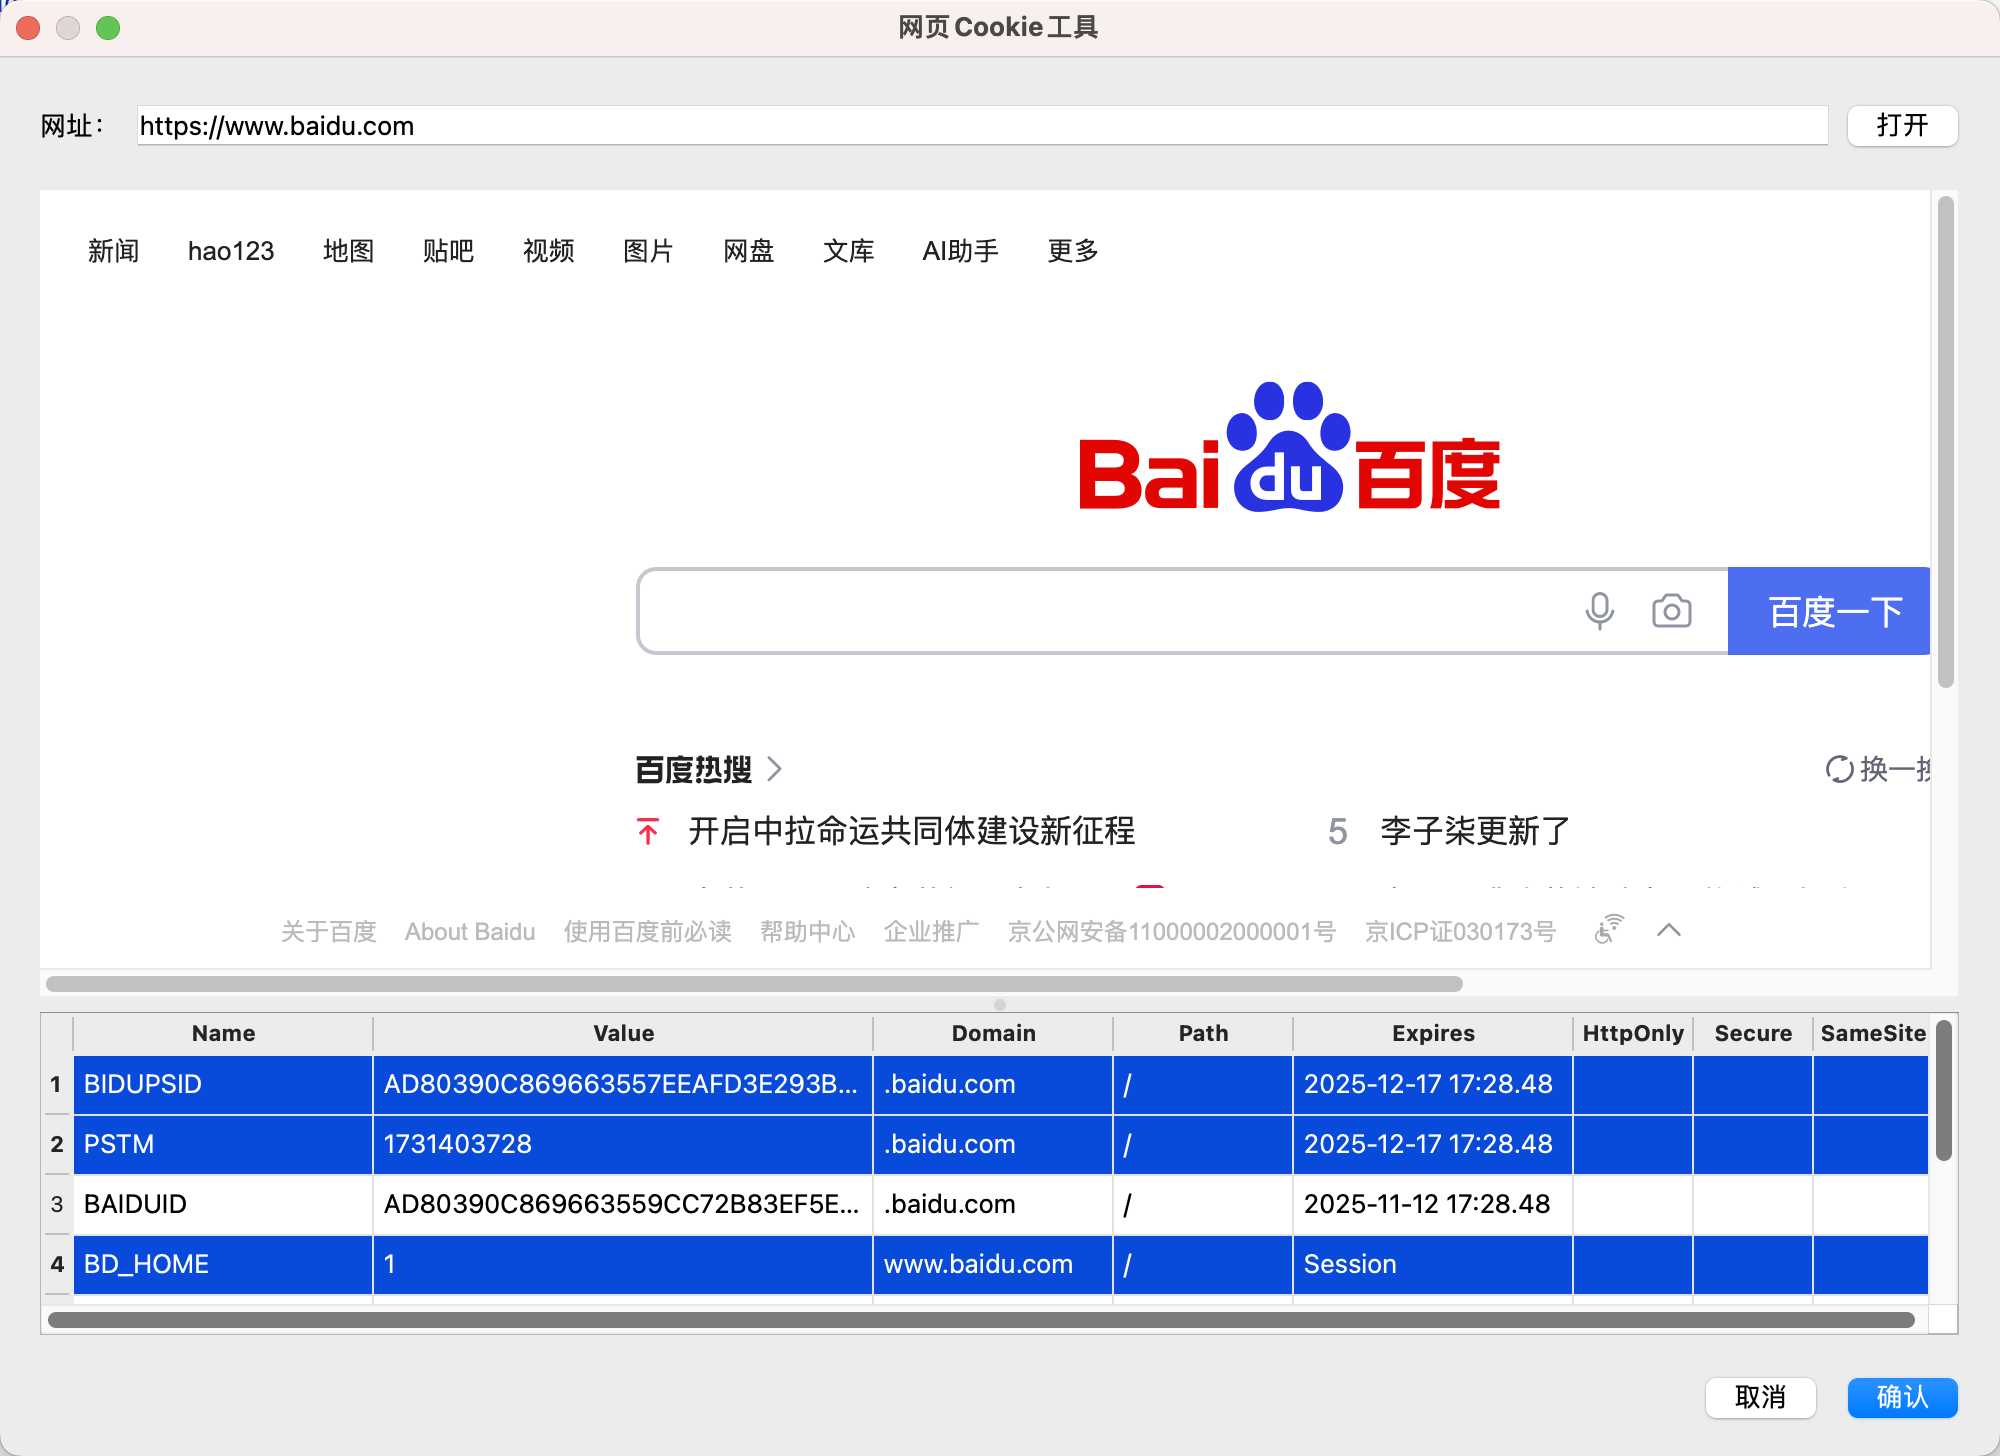 网页Cookie工具
网址： https://www.baidu.com 打开
新闻 hao123 地图 贴吧 视频 图片 网盘 文库 AI助手 更多
Bai du 百度
百度一下
百度热搜 换一换
开启中拉命运共同体建设新征程 5 李子柒更新了
关于百度 About Baidu 使用百度前必读 帮助中心 企业推广 京公网安备11000002000001号 京ICP证030173号
Name Value Domain Path Expires HttpOnly Secure SameSite
1 BIDUPSID AD80390C869663557EEAFD3E293B... .baidu.com / 2025-12-17 17:28.48
2 PSTM 1731403728 .baidu.com / 2025-12-17 17:28.48
3 BAIDUID AD80390C869663559CC72B83EF5E... .baidu.com / 2025-11-12 17:28.48
4 BD_HOME 1 www.baidu.com / Session
取消 确认